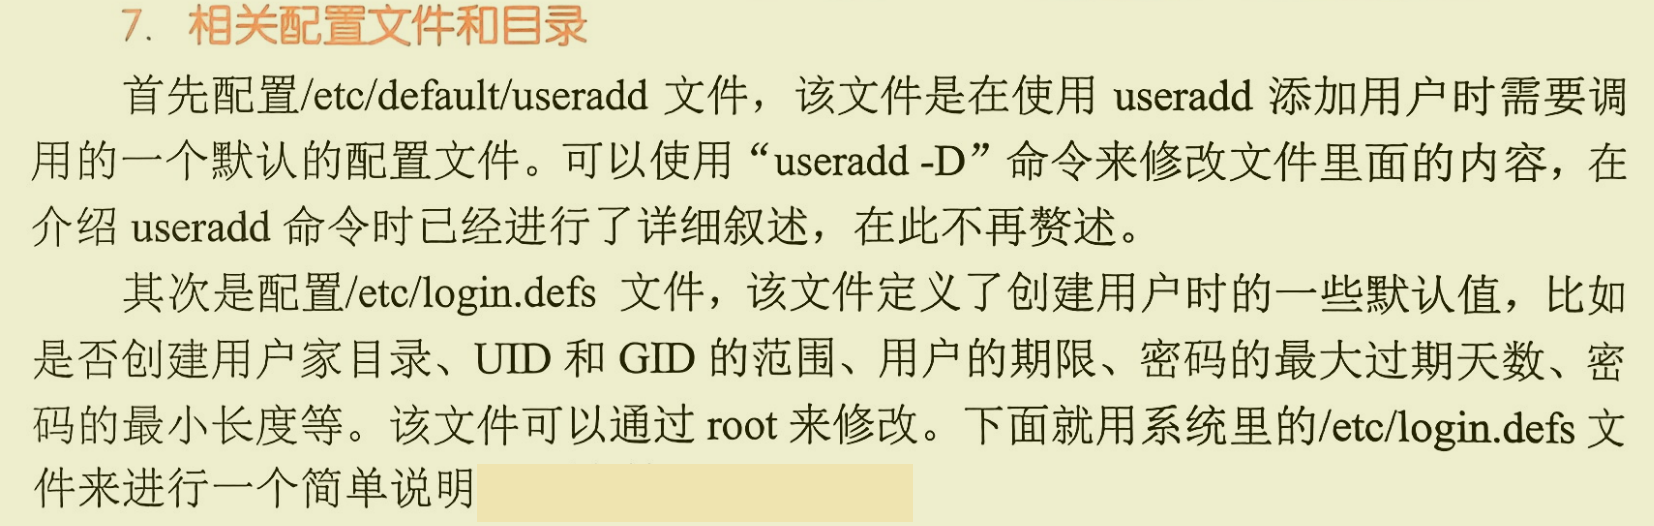 7. 相关配置文件和目录
首先配置/etc/default/useradd 文件，该文件是在使用 useradd 添加用户时需要调
用的一个默认的配置文件。可以使用“useradd -D”命令来修改文件里面的内容，在
介绍 useradd 命令时已经进行了详细叙述，在此不再赘述。
其次是配置/etc/login.defs 文件，该文件定义了创建用户时的一些默认值，比如
是否创建用户家目录、UID 和 GID 的范围、用户的期限、密码的最大过期天数、密
码的最小长度等。该文件可以通过 root 来修改。下面就用系统里的/etc/login.defs 文
件来进行一个简单说明